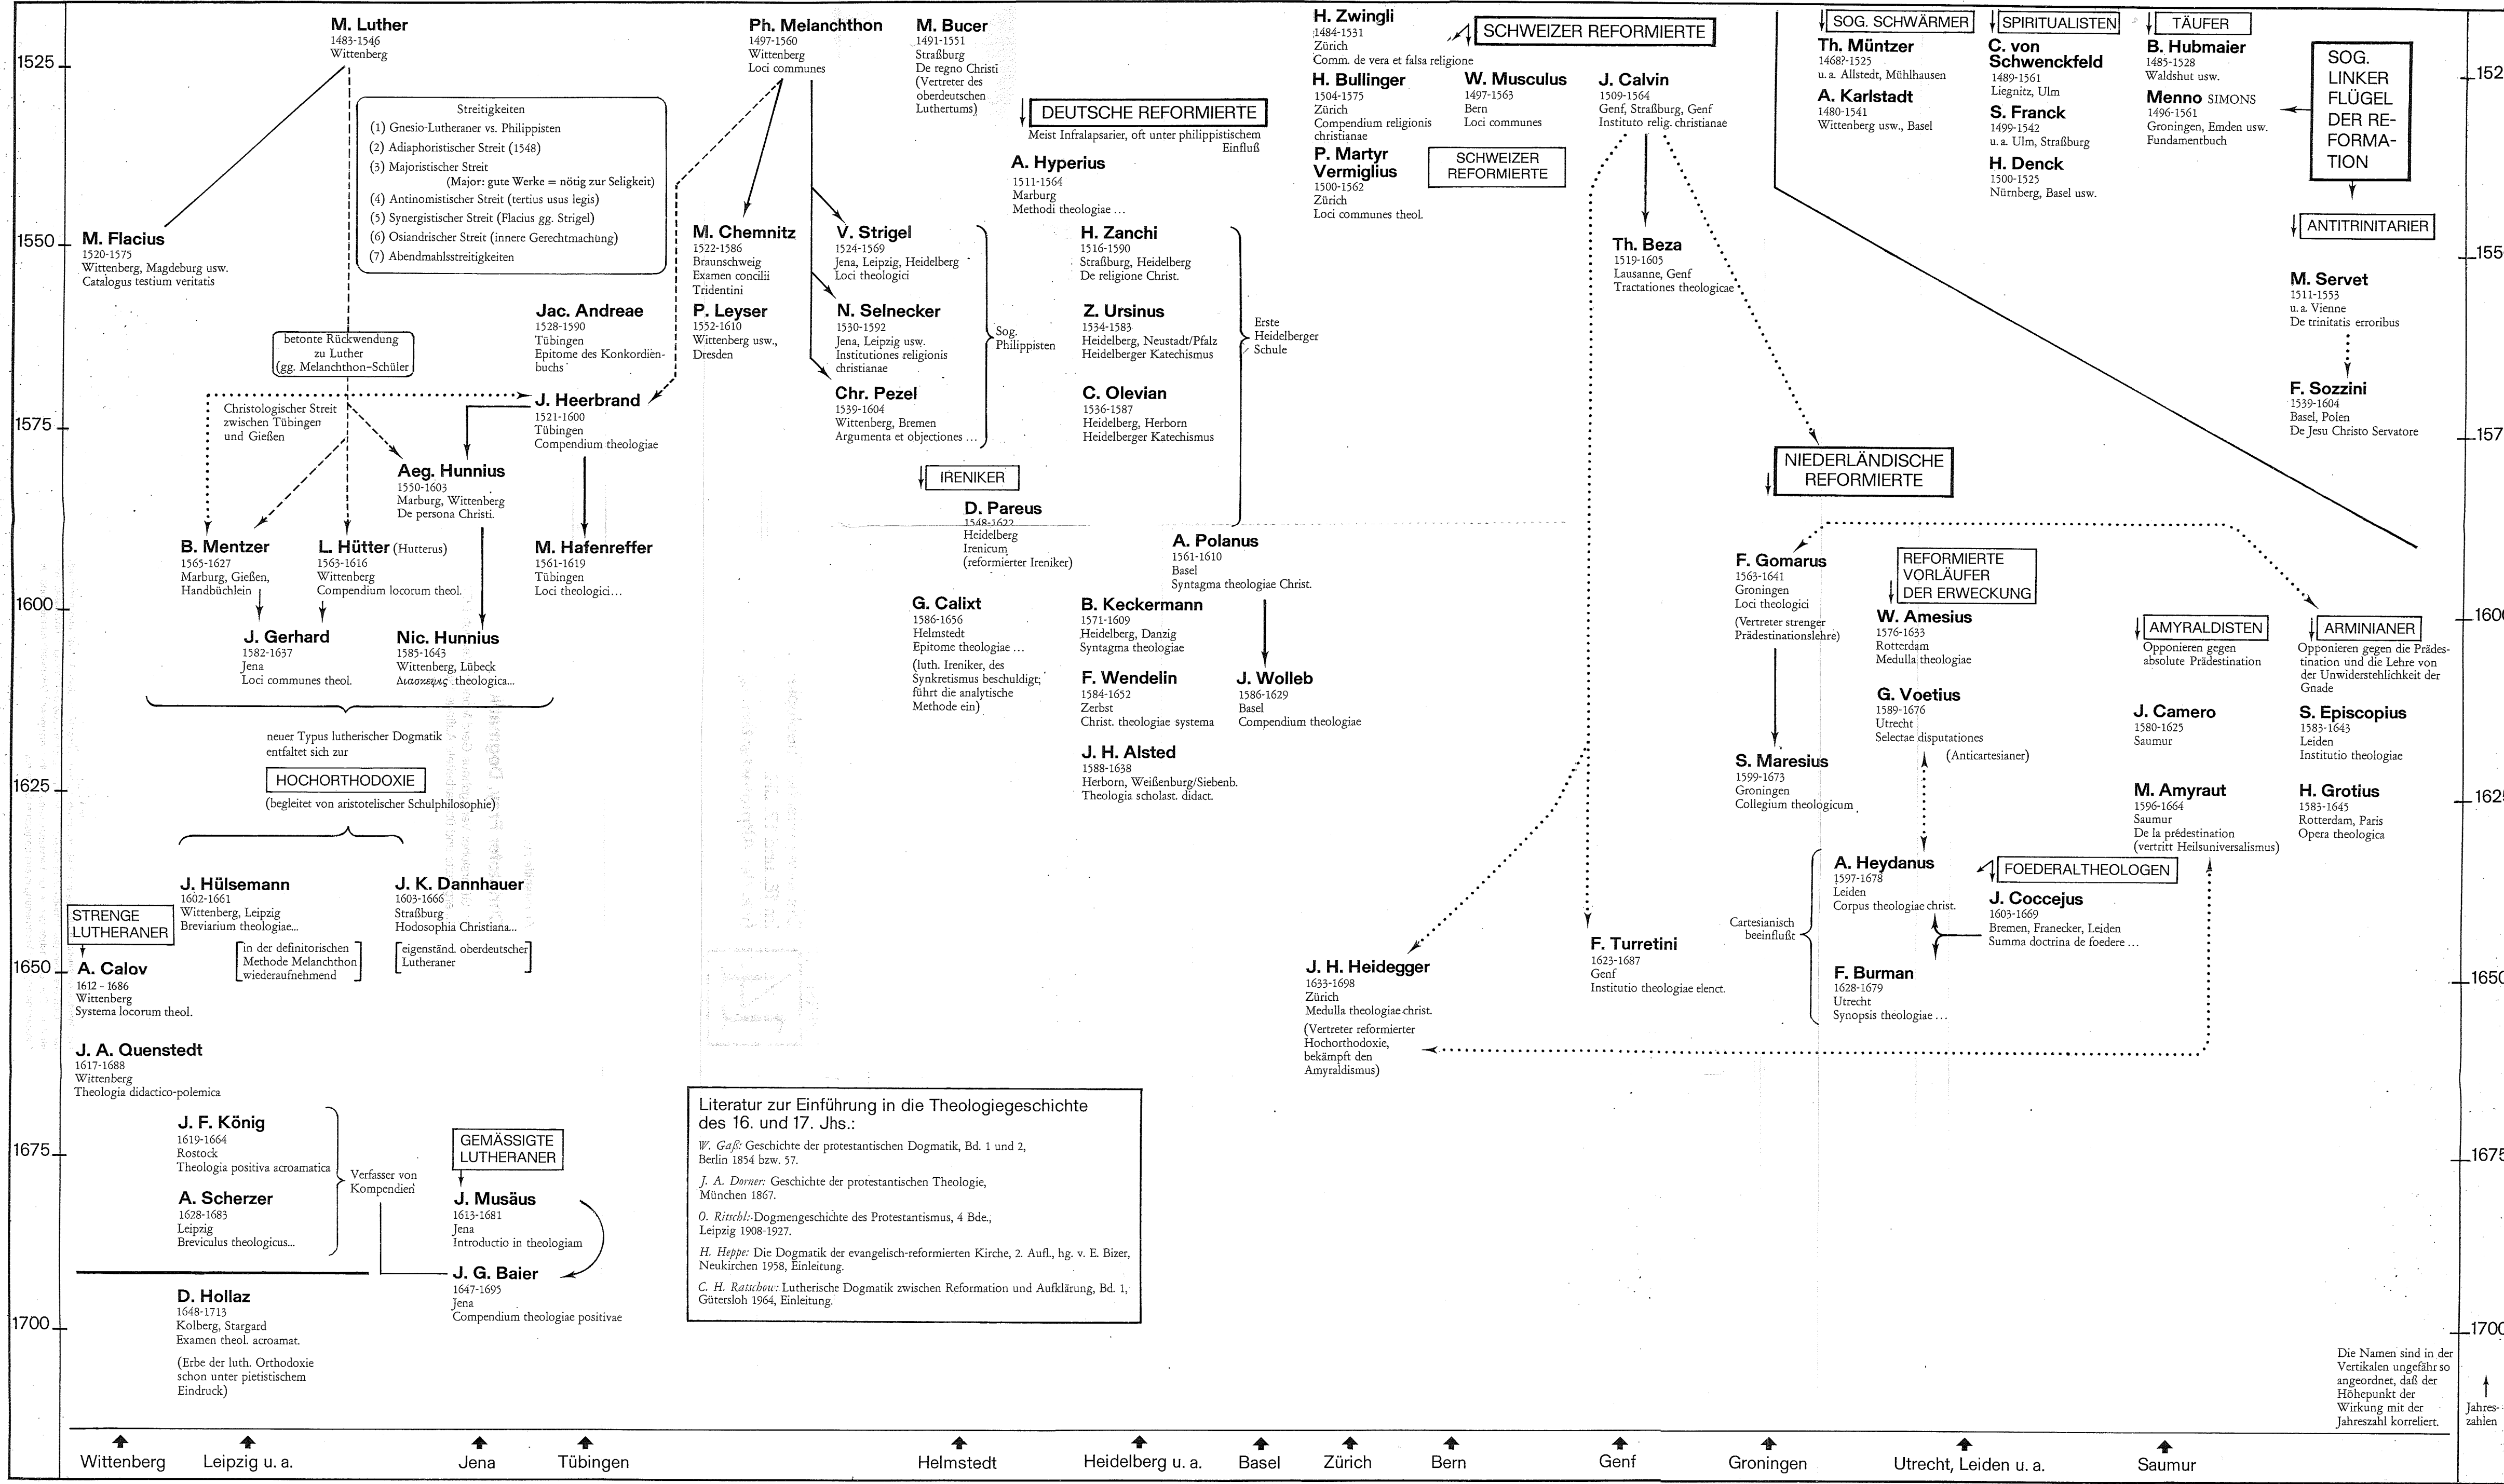 M. Luther
1483-1546
Wittenberg
Ph. Melanchthon
1497-1560
Wittenberg
Loci communes
M. Bucer
1491-1551
Straßburg
De regno Christi
(Vertreter des
oberdeutschen
Luthertums)
H. Zwingli
1484-1531
Zürich
Comm. de vera et falsa religione
SCHWEIZER REFORMIERTE
H. Bullinger
1504-1575
Zürich
Compendium religionis
christianae
W. Musculus
1497-1563
Bern
Loci communes
J. Calvin
1509-1564
Genf, Straßburg, Genf
Instituto relig. christianae
P. Martyr
Vermiglius
1500-1562
Zürich
Loci communes theol.
SCHWEIZER
REFORMIERTE
SOG. SCHWÄRMER
Th. Müntzer
1468?-1525
u. a. Allstedt, Mühlhausen
A. Karlstadt
1480-1541
Wittenberg usw., Basel
SPIRITUALISTEN
C. von
Schwenckfeld
1489-1561
Liegnitz, Ulm
S. Franck
1499-1542
u. a. Ulm, Straßburg
H. Denck
1500-1525
Nürnberg, Basel usw.
TÄUFER
B. Hubmaier
1485-1528
Waldshut usw.
Menno SIMONS
1496-1561
Groningen, Emden usw.
Fundamentbuch
SOG.
LINKER
FLÜGEL
DER RE-
FORMA-
TION
ANTITRINITARIER
M. Servet
1511-1553
u. a. Vienne
De trinitatis erroribus
F. Sozzini
1539-1604
Basel, Polen
De Jesu Christo Servatore
1525
152
Streitigkeiten
(1) Gnesio-Lutheraner vs. Philippisten
(2) Adiaphoristischer Streit (1548)
(3) Majoristischer Streit
(Major: gute Werke = nötig zur Seligkeit)
(4) Antinomistischer Streit (tertius usus legis)
(5) Synergistischer Streit (Flacius gg. Strigel)
(6) Osiandrischer Streit (innere Gerechtmachung)
(7) Abendmahlsstreitigkeiten
DEUTSCHE REFORMIERTE
Meist Infralapsarier, oft unter philippistischem
Einfluß
A. Hyperius
1511-1564
Marburg
Methodi theologiae ...
1550
155
M. Flacius
1520-1575
Wittenberg, Magdeburg usw.
Catalogus testium veritatis
M. Chemnitz
1522-1586
Braunschweig
Examen concilii
Tridentini
P. Leyser
1552-1610
Wittenberg usw.,
Dresden
V. Strigel
1524-1569
Jena, Leipzig, Heidelberg
Loci theologici
N. Selnecker
1530-1592
Jena, Leipzig usw.
Institutiones religionis
christianae
Chr. Pezel
1539-1604
Wittenberg, Bremen
Argumenta et objectiones ...
Sog.
Philippisten
H. Zanchi
1516-1590
Straßburg, Heidelberg
De religione Christ.
Z. Ursinus
1534-1583
Heidelberg, Neustadt/Pfalz
Heidelberger Katechismus
C. Olevian
1536-1587
Heidelberg, Herborn
Heidelberger Katechismus
Erste
Heidelberger
Schule
Th. Beza
1519-1605
Lausanne, Genf
Tractationes theologicae
betonte Rückwendung
zu Luther
(gg. Melanchthon-Schüler
Jac. Andreae
1528-1590
Tübingen
Epitome des Konkordien-
buchs
Christologischer Streit
zwischen Tübingen
und Gießen
J. Heerbrand
1521-1600
Tübingen
Compendium theologiae
1575
157
Aeg. Hunnius
1550-1603
Marburg, Wittenberg
De persona Christi.
IRENIKER
D. Pareus
1548-1622
Heidelberg
Irenicum
(reformierter Ireniker)
NIEDERLÄNDISCHE
REFORMIERTE
B. Mentzer
1565-1627
Marburg, Gießen,
Handbüchlein
L. Hütter (Hutterus)
1563-1616
Wittenberg
Compendium locorum theol.
M. Hafenreffer
1561-1619
Tübingen
Loci theologici...
A. Polanus
1561-1610
Basel
Syntagma theologiae Christ.
F. Gomarus
1563-1641
Groningen
Loci theologici
(Vertreter strenger
Prädestinationslehre)
REFORMIERTE
VORLÄUFER
DER ERWECKUNG
W. Amesius
1576-1633
Rotterdam
Medulla theologiae
G. Voetius
1589-1676
Utrecht
Selectae disputationes
(Anticartesianer)
1600
1600
J. Gerhard
1582-1637
Jena
Loci communes theol.
Nic. Hunnius
1585-1643
Wittenberg, Lübeck
Διασκεψις theologica...
G. Calixt
1586-1656
Helmstedt
Epitome theologiae ...
(luth. Ireniker, des
Synkretismus beschuldigt;
führt die analytische
Methode ein)
B. Keckermann
1571-1609
Heidelberg, Danzig
Syntagma theologiae
F. Wendelin
1584-1652
Zerbst
Christ. theologiae systema
J. Wolleb
1586-1629
Basel
Compendium theologiae
J. H. Alsted
1588-1638
Herborn, Weißenburg/Siebenb.
Theologia scholast. didact.
AMYRALDISTEN
Opponieren gegen
absolute Prädestination
J. Camero
1580-1625
Saumur
M. Amyraut
1596-1664
Saumur
De la prédestination
(vertritt Heilsuniversalismus)
ARMINIANER
Opponieren gegen die Prädes-
tination und die Lehre von
der Unwiderstehlichkeit der
Gnade
S. Episcopius
1583-1643
Leiden
Institutio theologiae
H. Grotius
1583-1645
Rotterdam, Paris
Opera theologica
neuer Typus lutherischer Dogmatik
entfaltet sich zur
HOCHORTHODOXIE
(begleitet von aristotelischer Schulphilosophie)
1625
1625
S. Maresius
1599-1673
Groningen
Collegium theologicum
STRENGE
LUTHERANER
J. Hülsemann
1602-1661
Wittenberg, Leipzig
Breviarium theologiae...
in der definitorischen
Methode Melanchthon
wiederaufnehmend
J. K. Dannhauer
1603-1666
Straßburg
Hodosophia Christiana...
eigenständ. oberdeutscher
Lutheraner
Cartesianisch
beeinflußt
A. Heydanus
1597-1678
Leiden
Corpus theologiae christ.
FOEDERALTHEOLOGEN
J. Coccejus
1603-1669
Bremen, Franecker, Leiden
Summa doctrina de foedere ...
F. Burman
1628-1679
Utrecht
Synopsis theologiae ...
1650
1650
A. Calov
1612 - 1686
Wittenberg
Systema locorum theol.
J. H. Heidegger
1633-1698
Zürich
Medulla theologiae christ.
(Vertreter reformierter
Hochorthodoxie,
bekämpft den
Amyraldismus)
F. Turretini
1623-1687
Genf
Institutio theologiae elenct.
J. A. Quenstedt
1617-1688
Wittenberg
Theologia didactico-polemica
J. F. König
1619-1664
Rostock
Theologia positiva acroamatica
A. Scherzer
1628-1683
Leipzig
Breviculus theologicus...
Verfasser von
Kompendien
GEMÄSSIGTE
LUTHERANER
J. Musäus
1613-1681
Jena
Introductio in theologiam
J. G. Baier
1647-1695
Jena
Compendium theologiae positivae
1675
1675
D. Hollaz
1648-1713
Kolberg, Stargard
Examen theol. acroamat.
(Erbe der luth. Orthodoxie
schon unter pietistischem
Eindruck)
1700
1700
Literatur zur Einführung in die Theologiegeschichte
des 16. und 17. Jhs.:
W. Gaß: Geschichte der protestantischen Dogmatik, Bd. 1 und 2,
Berlin 1854 bzw. 57.
J. A. Dorner: Geschichte der protestantischen Theologie,
München 1867.
O. Ritschl: Dogmengeschichte des Protestantismus, 4 Bde.,
Leipzig 1908-1927.
H. Heppe: Die Dogmatik der evangelisch-reformierten Kirche, 2. Aufl., hg. v. E. Bizer,
Neukirchen 1958, Einleitung.
C. H. Ratschow: Lutherische Dogmatik zwischen Reformation und Aufklärung, Bd. 1,
Gütersloh 1964, Einleitung.
Die Namen sind in der
Vertikalen ungefähr so
angeordnet, daß der
Höhepunkt der
Wirkung mit der
Jahreszahl korreliert.
Jahres-
zahlen
Wittenberg
Leipzig u. a.
Jena
Tübingen
Helmstedt
Heidelberg u. a.
Basel
Zürich
Bern
Genf
Groningen
Utrecht, Leiden u. a.
Saumur